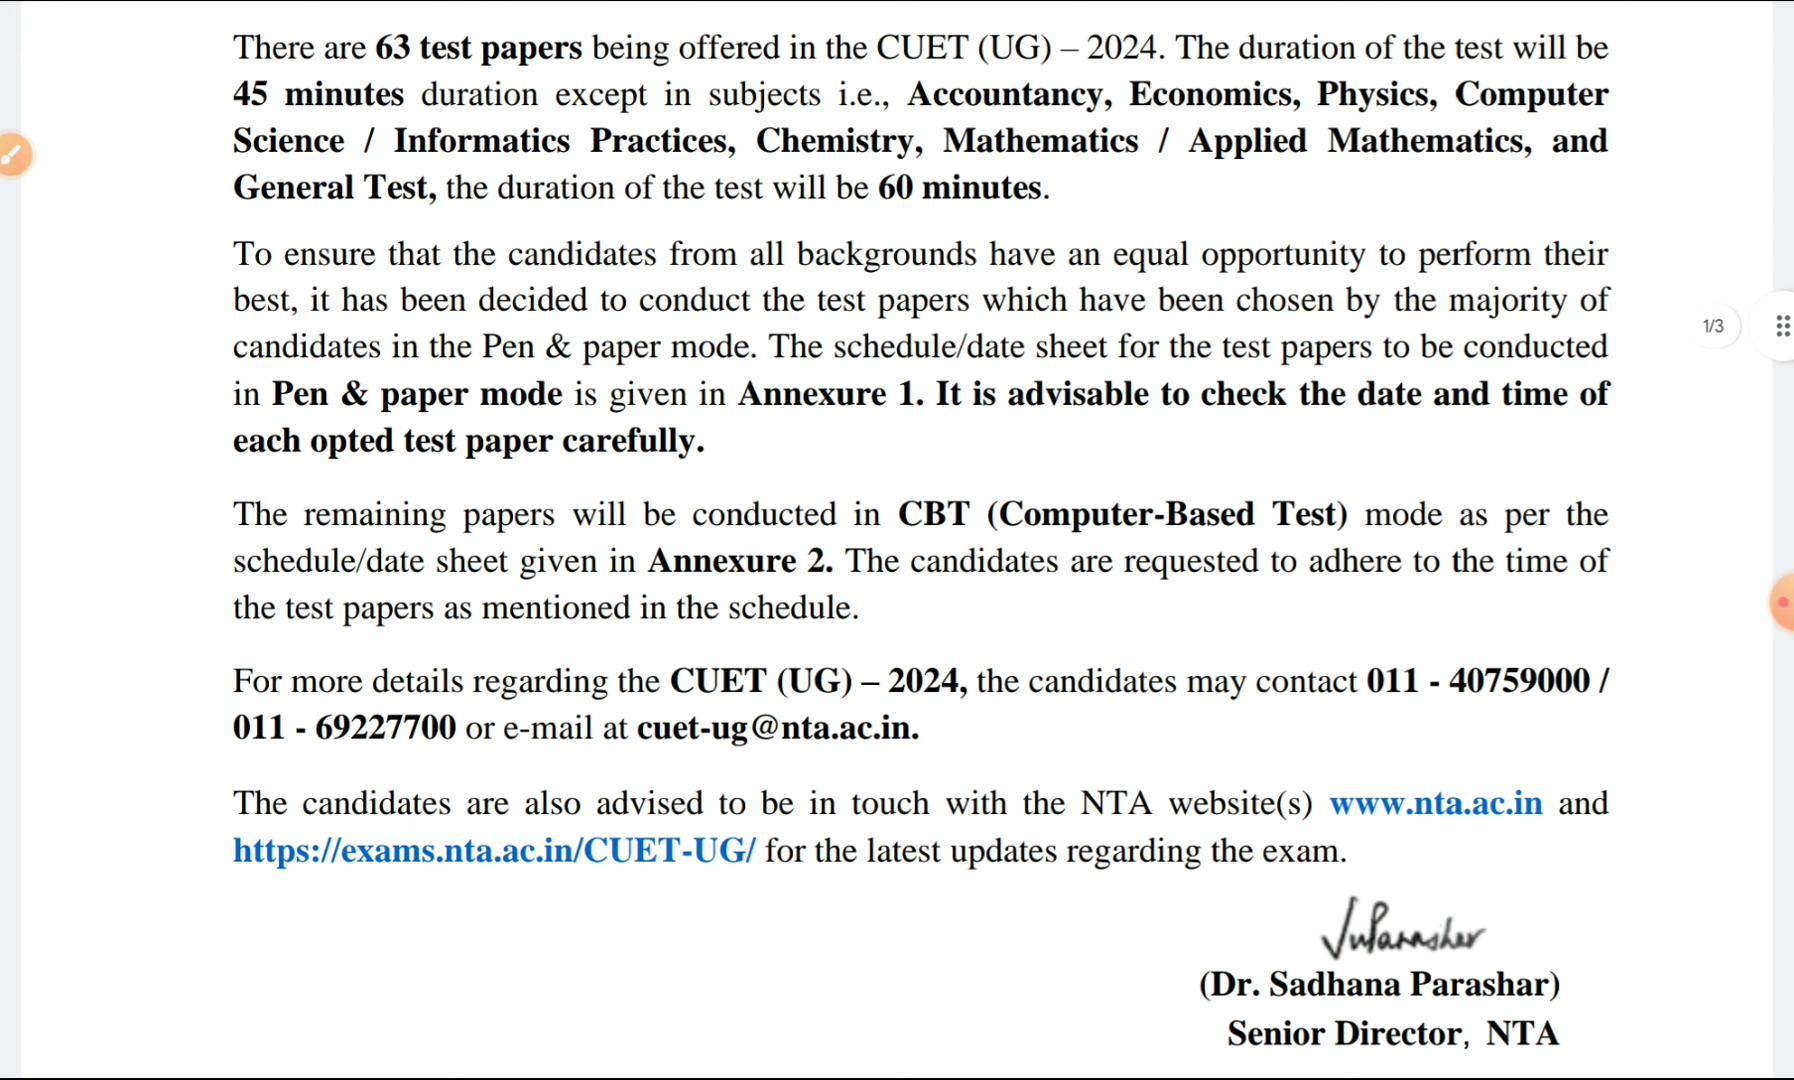 There are 63 test papers being offered in the CUET (UG) – 2024. The duration of the test will be
45 minutes duration except in subjects i.e., Accountancy, Economics, Physics, Computer
Science / Informatics Practices, Chemistry, Mathematics / Applied Mathematics, and
General Test, the duration of the test will be 60 minutes.
To ensure that the candidates from all backgrounds have an equal opportunity to perform their
best, it has been decided to conduct the test papers which have been chosen by the majority of
candidates in the Pen & paper mode. The schedule/date sheet for the test papers to be conducted
in Pen & paper mode is given in Annexure 1. It is advisable to check the date and time of
each opted test paper carefully.
1/3
The remaining papers will be conducted in CBT (Computer-Based Test) mode as per the
schedule/date sheet given in Annexure 2. The candidates are requested to adhere to the time of
the test papers as mentioned in the schedule.
For more details regarding the CUET (UG) – 2024, the candidates may contact 011 - 40759000 /
011 - 69227700 or e-mail at cuet-ug@nta.ac.in.
The candidates are also advised to be in touch with the NTA website(s) www.nta.ac.in and
https://exams.nta.ac.in/CUET-UG/ for the latest updates regarding the exam.
(Dr. Sadhana Parashar)
Senior Director, NTA